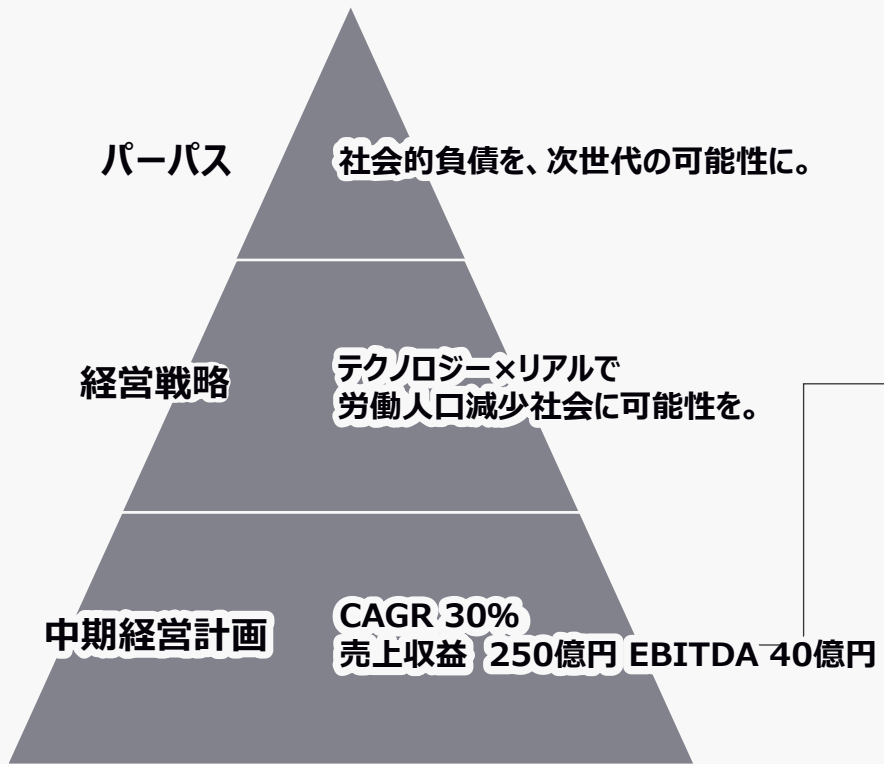 パーパス
社会的負債を、次世代の可能性に。
経営戦略
テクノロジー×リアルで
労働人口減少社会に可能性を。
中期経営計画
CAGR 30%
売上収益 250億円 EBITDA 40億円